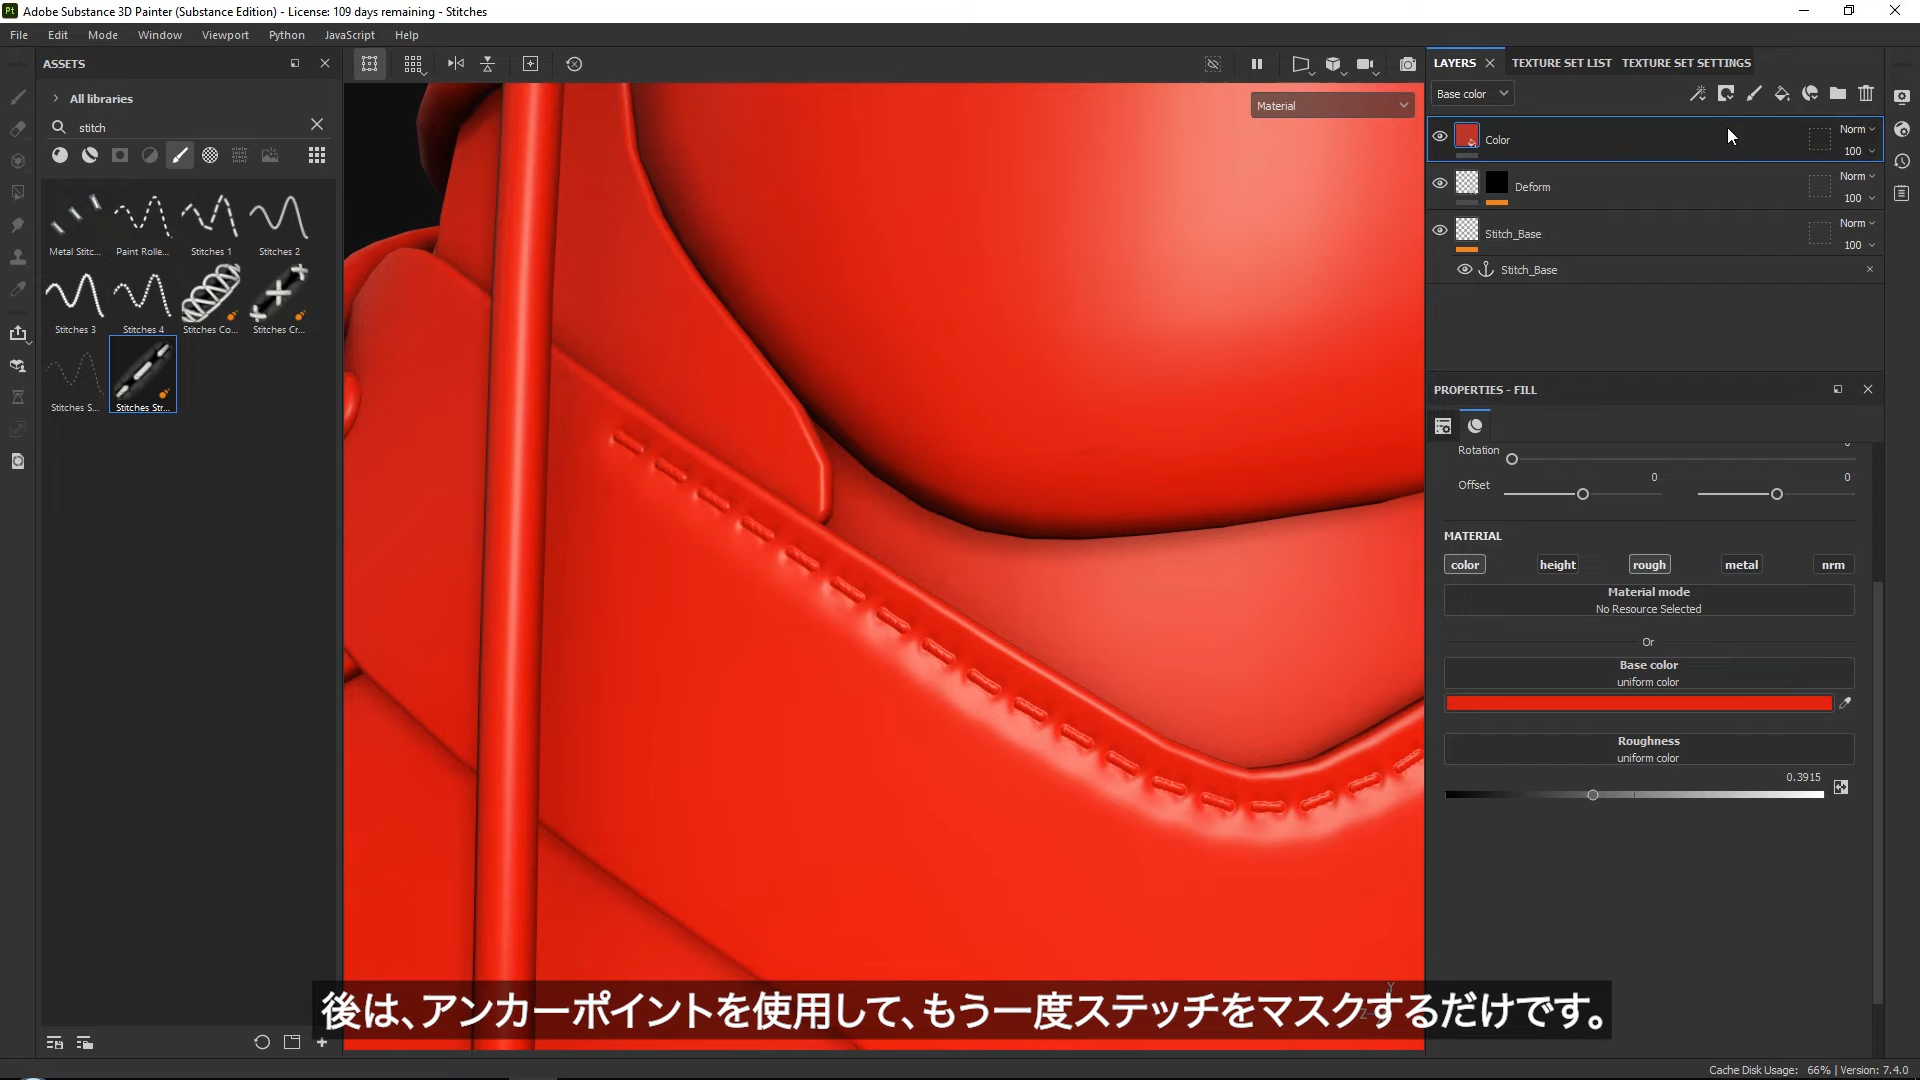 Adobe Substance 3D Painter (Substance Edition) - License: 109 days remaining - Stitches
File Edit Mode Window Viewport Python JavaScript Help
ASSETS
All libraries
stitch
Metal Stitc... Paint Rolle... Stitches 1 Stitches 2
Stitches 3 Stitches 4 Stitches Co... Stitches Cr...
Stitches S... Stitches Str...
Material
LAYERS TEXTURE SET LIST TEXTURE SET SETTINGS
Base color
Color Norm 100
Deform Norm 100
Stitch_Base Norm 100
Stitch_Base
PROPERTIES - FILL
Rotation 0
Offset 0 0
MATERIAL
color height rough metal nrm
Material mode
No Resource Selected
Or
Base color
uniform color
Roughness
uniform color
0.3915
後は、アンカーポイントを使用して、もう一度ステッチをマスクするだけです。
Y
Z
Cache Disk Usage: 66% | Version: 7.4.0